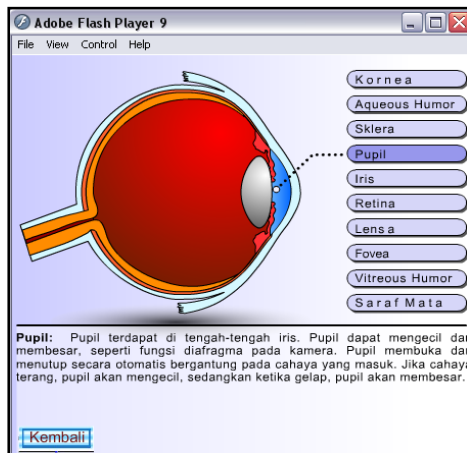 Adobe Flash Player 9
File View Control Help
Kornea
Aqueous Humor
Sklera
Pupil
Iris
Retina
Lensa
Fovea
Vitreous Humor
Saraf Mata
Pupil: Pupil terdapat di tengah-tengah iris. Pupil dapat mengecil dan
membesar, seperti fungsi diafragma pada kamera. Pupil membuka dan
menutup secara otomatis bergantung pada cahaya yang masuk. Jika cahaya
terang, pupil akan mengecil, sedangkan ketika gelap, pupil akan membesar.
Kembali